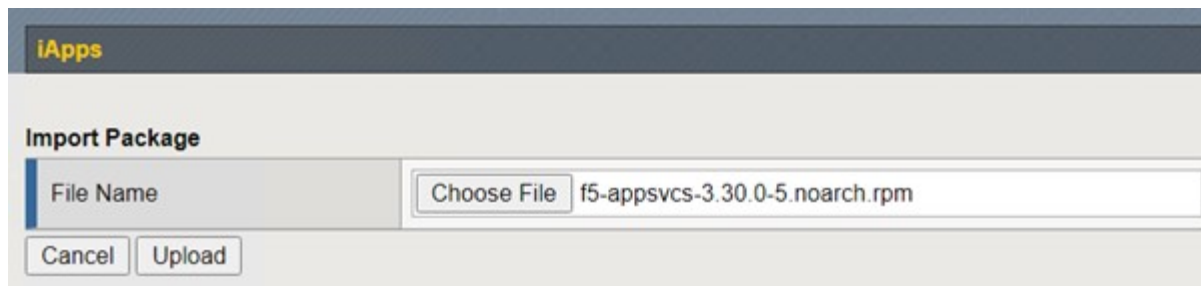 iApps
Import Package
File Name Choose File f5-appsvcs-3.30.0-5.noarch.rpm
Cancel Upload